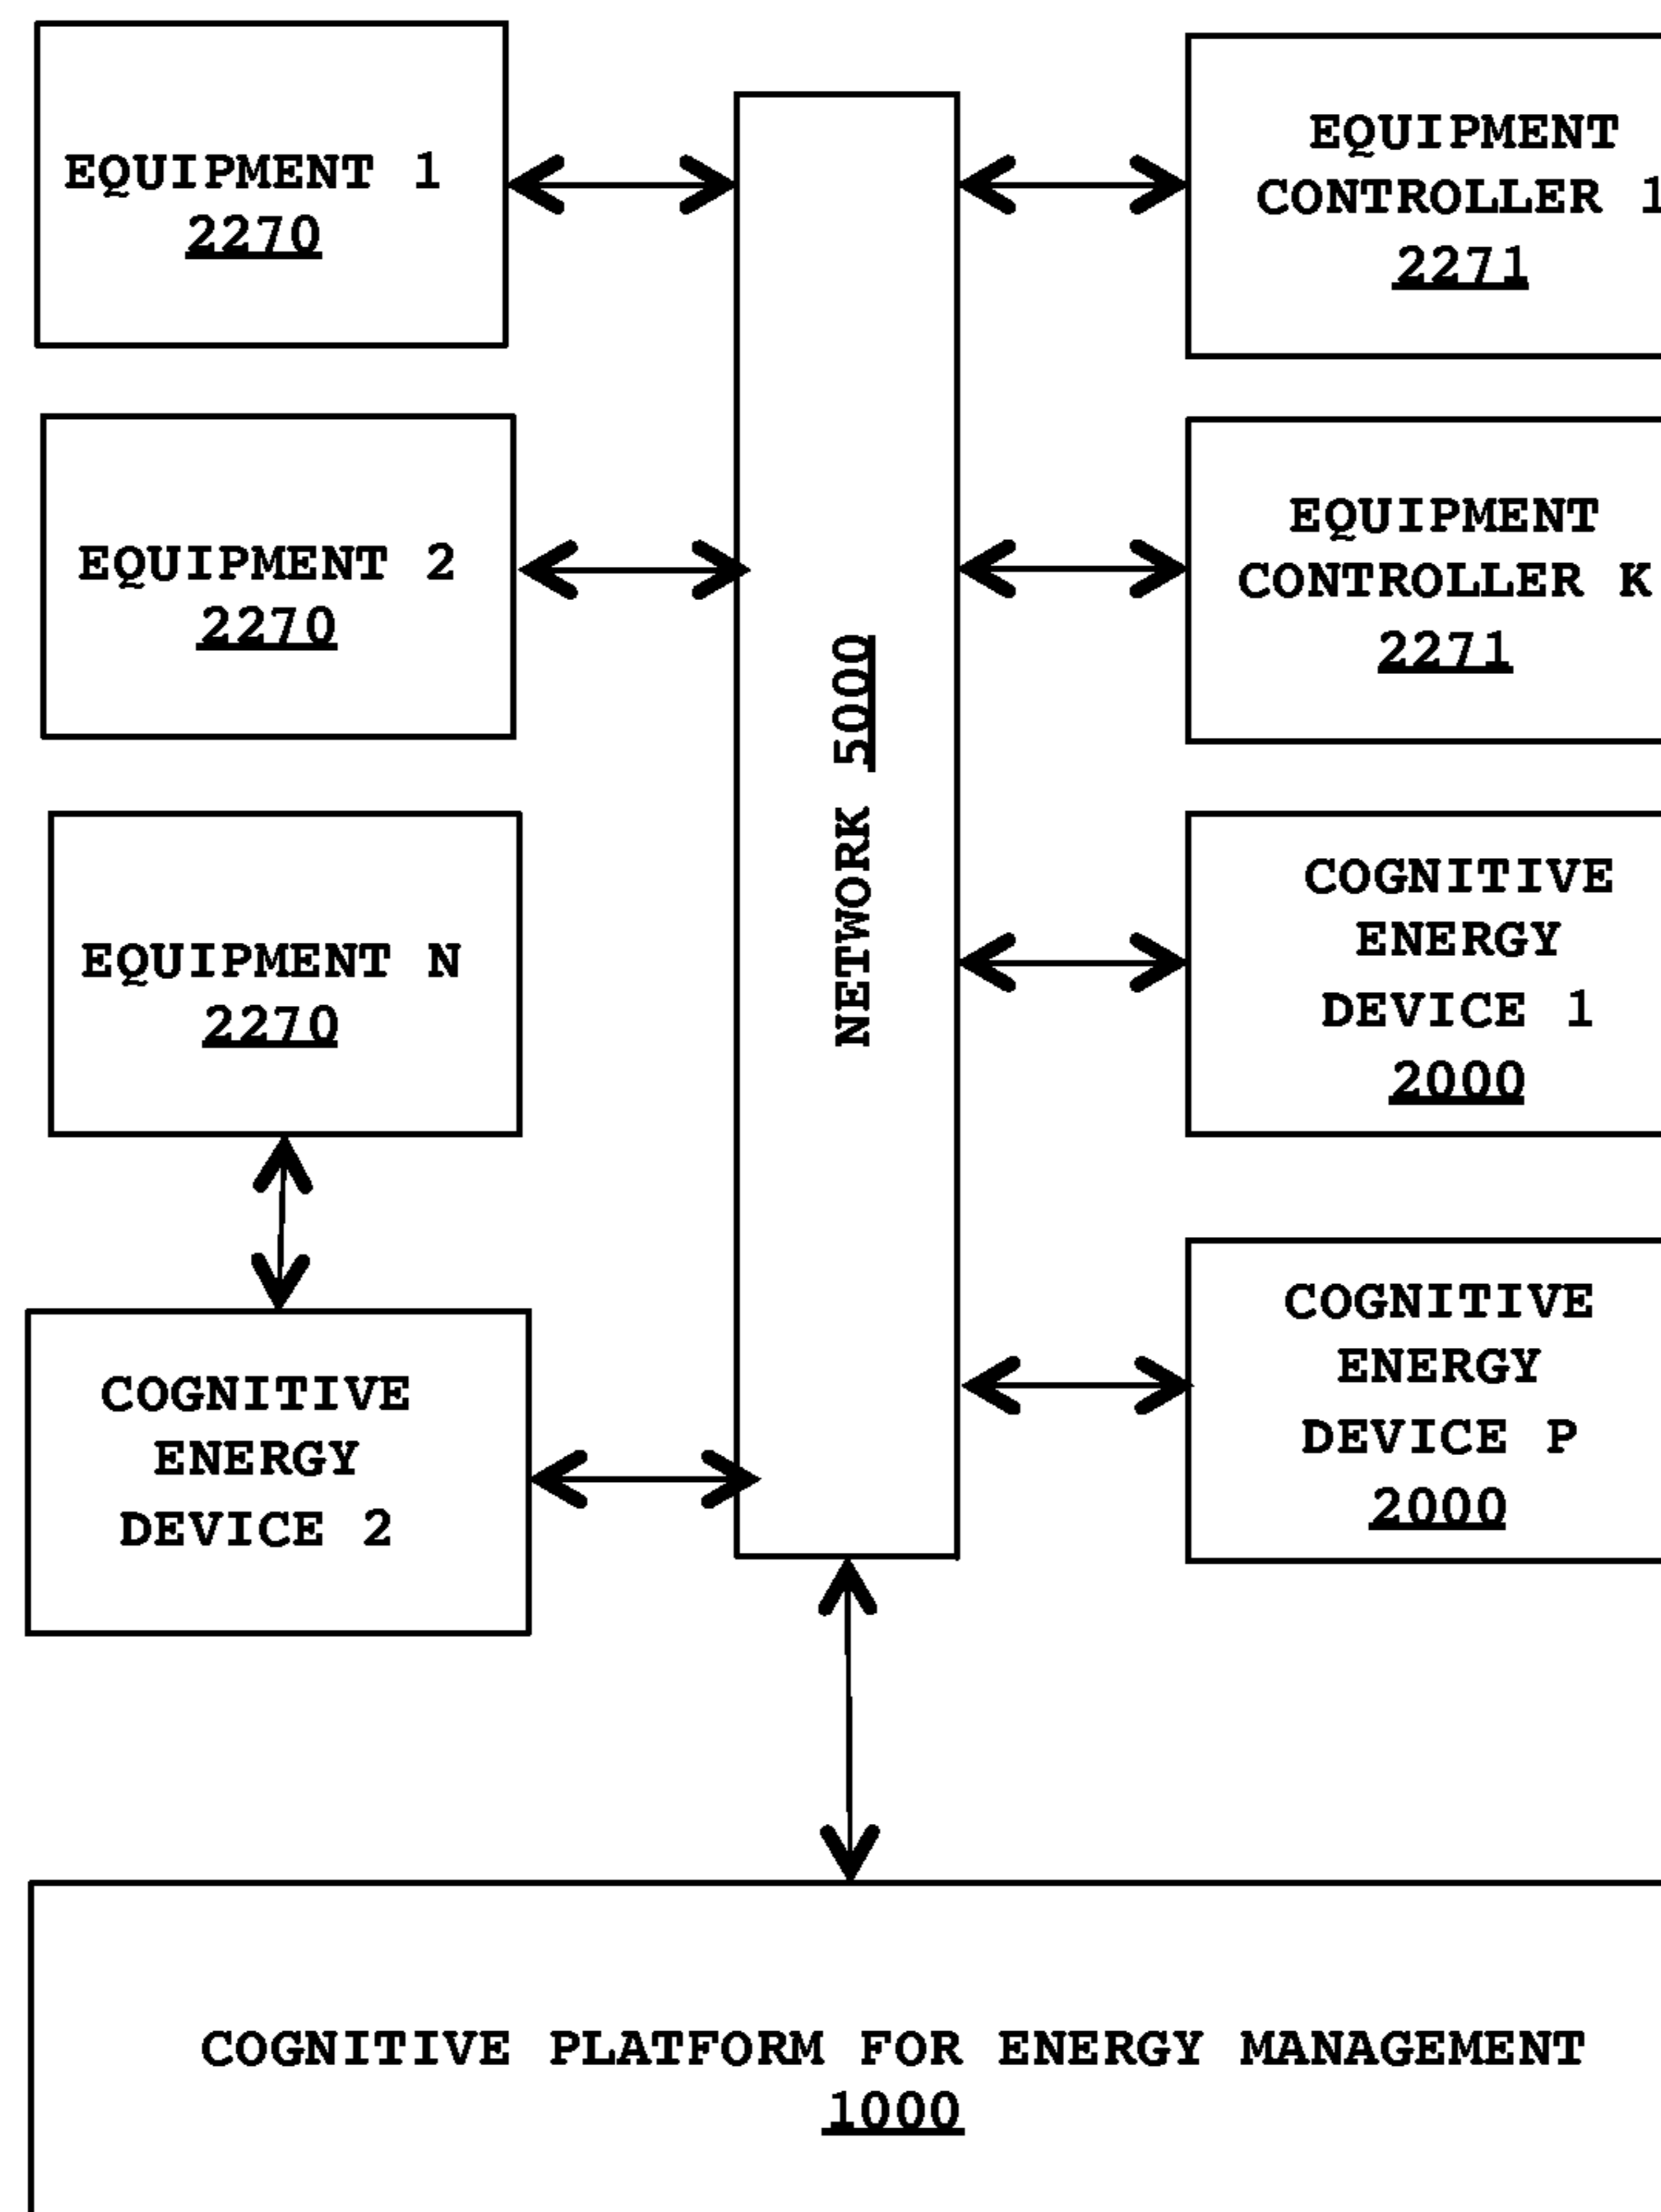 EQUIPMENT 1
2270
EQUIPMENT 2
2270
EQUIPMENT N
2270
COGNITIVE
ENERGY
DEVICE 2
NETWORK 5000
EQUIPMENT
CONTROLLER 1
2271
EQUIPMENT
CONTROLLER K
2271
COGNITIVE
ENERGY
DEVICE 1
2000
COGNITIVE
ENERGY
DEVICE P
2000
COGNITIVE PLATFORM FOR ENERGY MANAGEMENT
1000